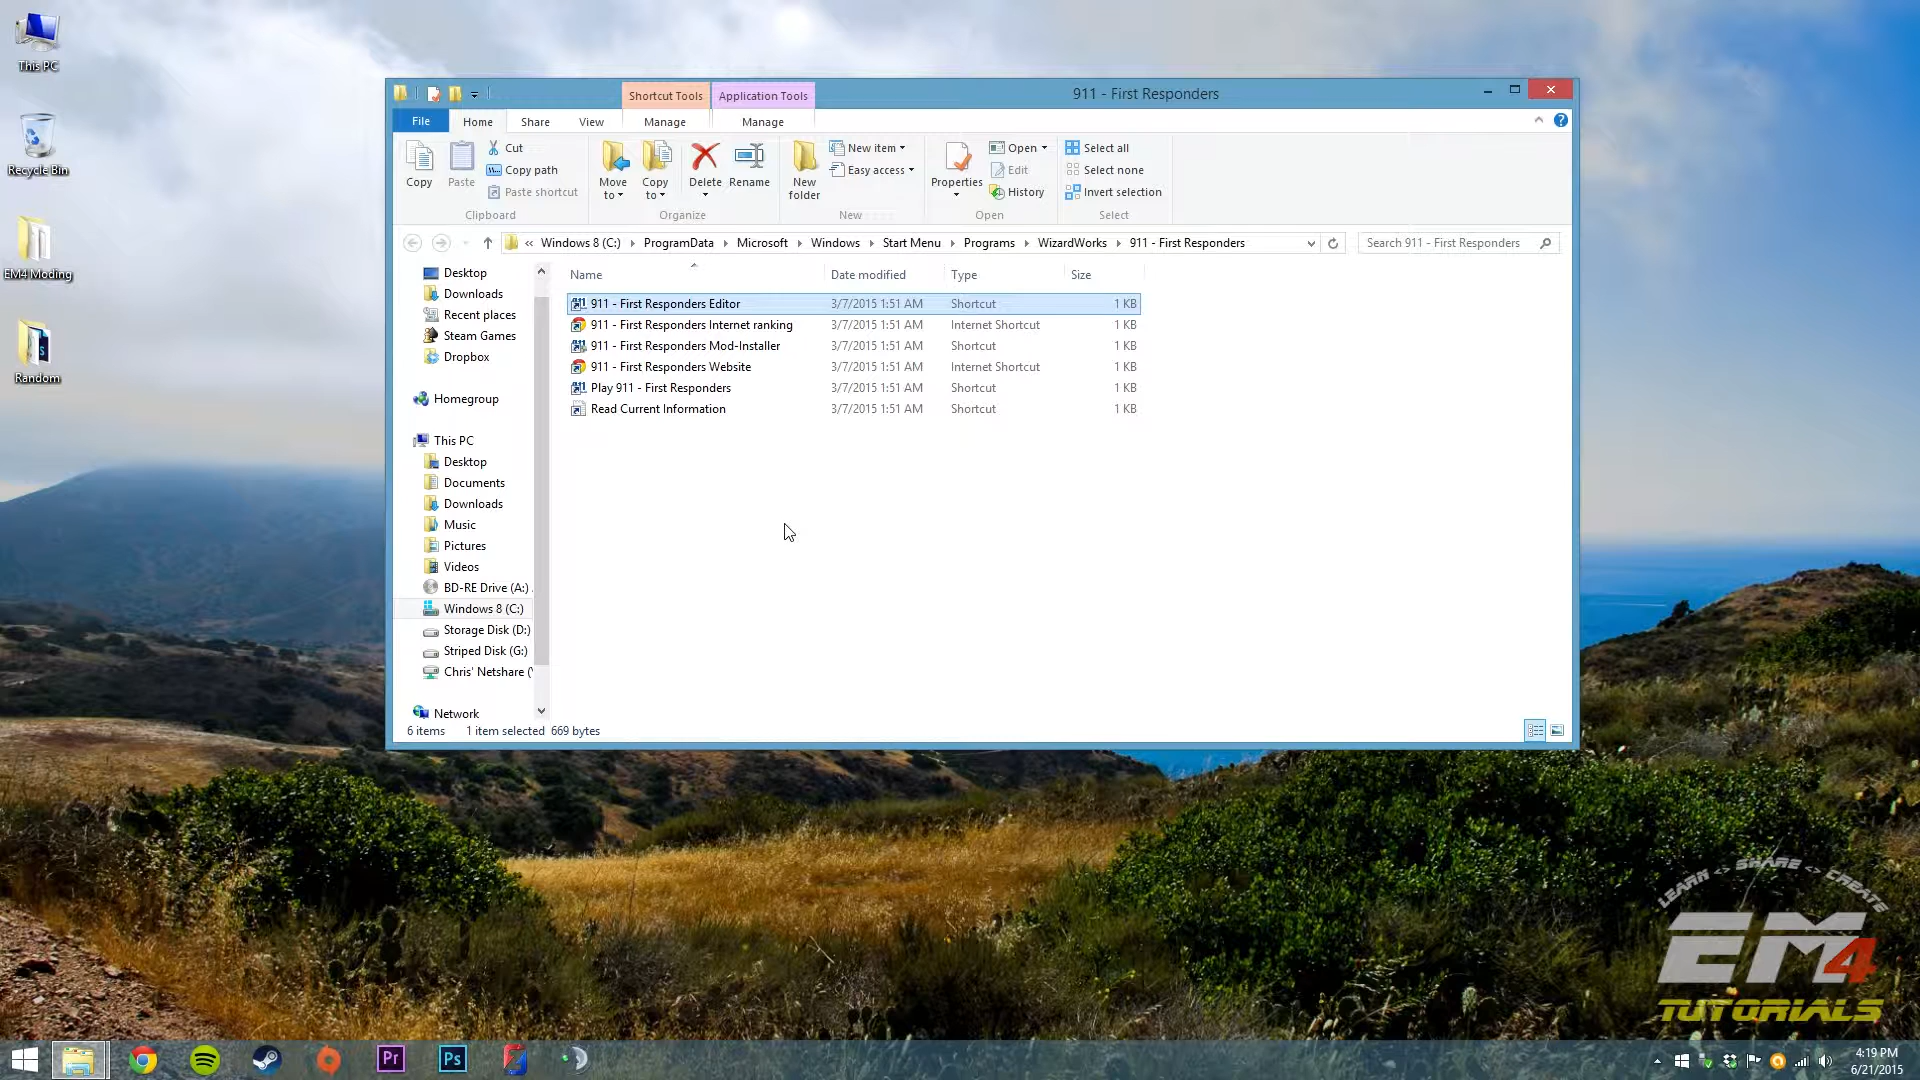 This PC
Recycle Bin
EM4 Moding
Random
Shortcut Tools
Application Tools
911 - First Responders
File
Home
Share
View
Manage
Manage
Copy
Paste
Cut
Copy path
Paste shortcut
Clipboard
Move to
Copy to
Delete
Rename
Organize
New folder
New item
Easy access
New
Properties
Open
Edit
History
Open
Select all
Select none
Invert selection
Select
« Windows 8 (C:) ProgramData Microsoft Windows Start Menu Programs WizardWorks 911 - First Responders
Search 911 - First Responders
Desktop
Downloads
Recent places
Steam Games
Dropbox
Homegroup
This PC
Desktop
Documents
Downloads
Music
Pictures
Videos
BD-RE Drive (A:)
Windows 8 (C:)
Storage Disk (D:)
Striped Disk (G:)
Chris' Netshare (
Network
Name Date modified Type Size
911 - First Responders Editor 3/7/2015 1:51 AM Shortcut 1 KB
911 - First Responders Internet ranking 3/7/2015 1:51 AM Internet Shortcut 1 KB
911 - First Responders Mod-Installer 3/7/2015 1:51 AM Shortcut 1 KB
911 - First Responders Website 3/7/2015 1:51 AM Internet Shortcut 1 KB
Play 911 - First Responders 3/7/2015 1:51 AM Shortcut 1 KB
Read Current Information 3/7/2015 1:51 AM Shortcut 1 KB
6 items 1 item selected 669 bytes
LEARN <> SHARE <> CREATE
EM4
TUTORIALS
Pr
Ps
4:19 PM
6/21/2015